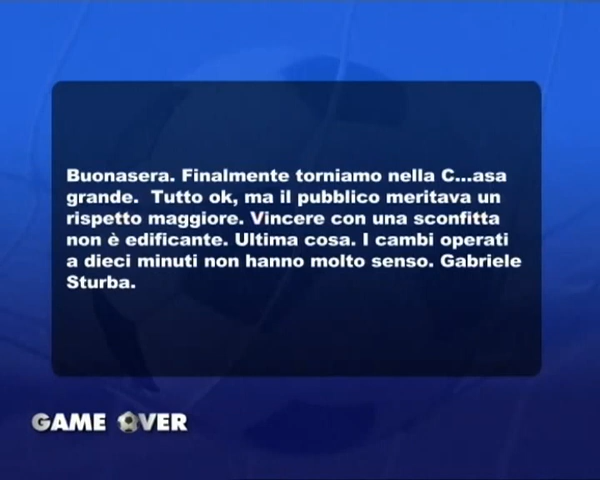 Buonasera. Finalmente torniamo nella C...asa
grande.  Tutto ok, ma il pubblico meritava un
rispetto maggiore. Vincere con una sconfitta
non è edificante. Ultima cosa. I cambi operati
a dieci minuti non hanno molto senso. Gabriele
Sturba.
GAME OVER